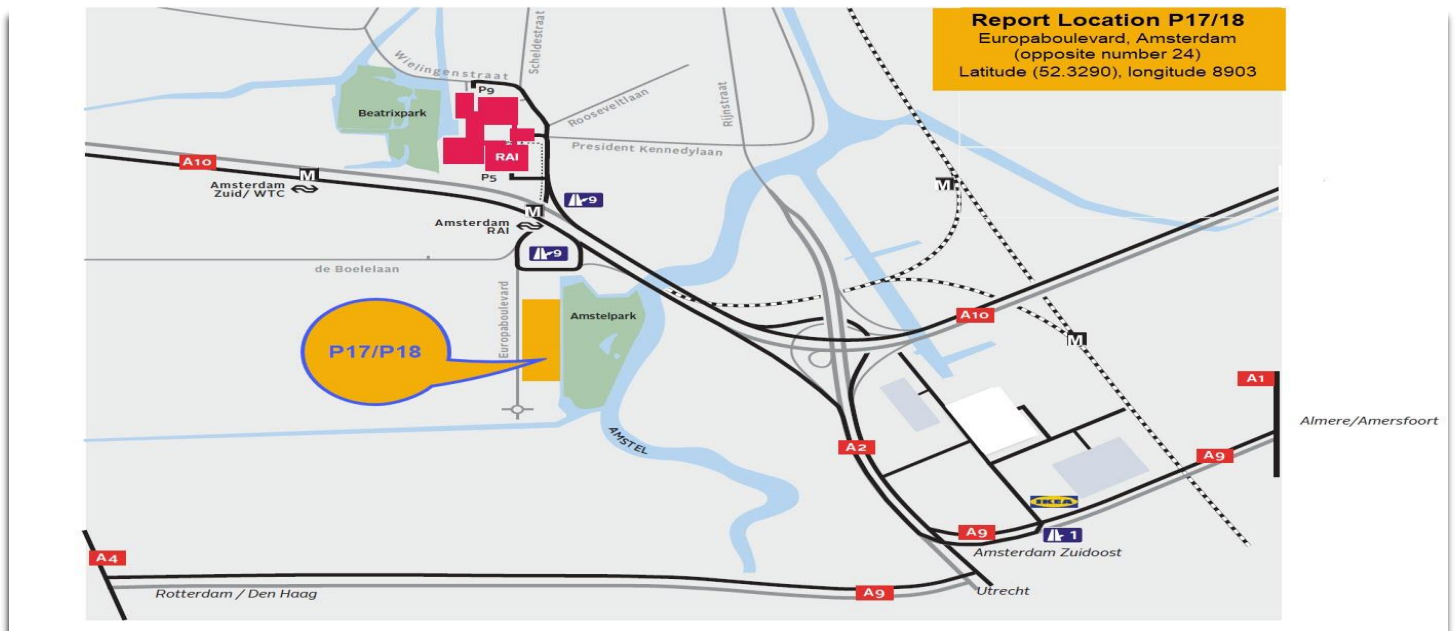 Report Location P17/18
Europaboulevard, Amsterdam
(opposite number 24)
Latitude (52.3290), longitude 8903
Wielingenstraat
Scheldestraat
P9
Beatrixpark
Rooseveltlaan
Rijnstraat
President Kennedylaan
RAI
A10
P5
M
Amsterdam
Zuid/ WTC
M
9
M
Amsterdam
RAI
9
de Boelelaan
Europaboulevard
Amstelpark
A10
P17/P18
M
A1
Almere/Amersfoort
AMSTEL
A2
A9
IKEA
A9
1
Amsterdam Zuidoost
A4
Rotterdam / Den Haag
A9
Utrecht